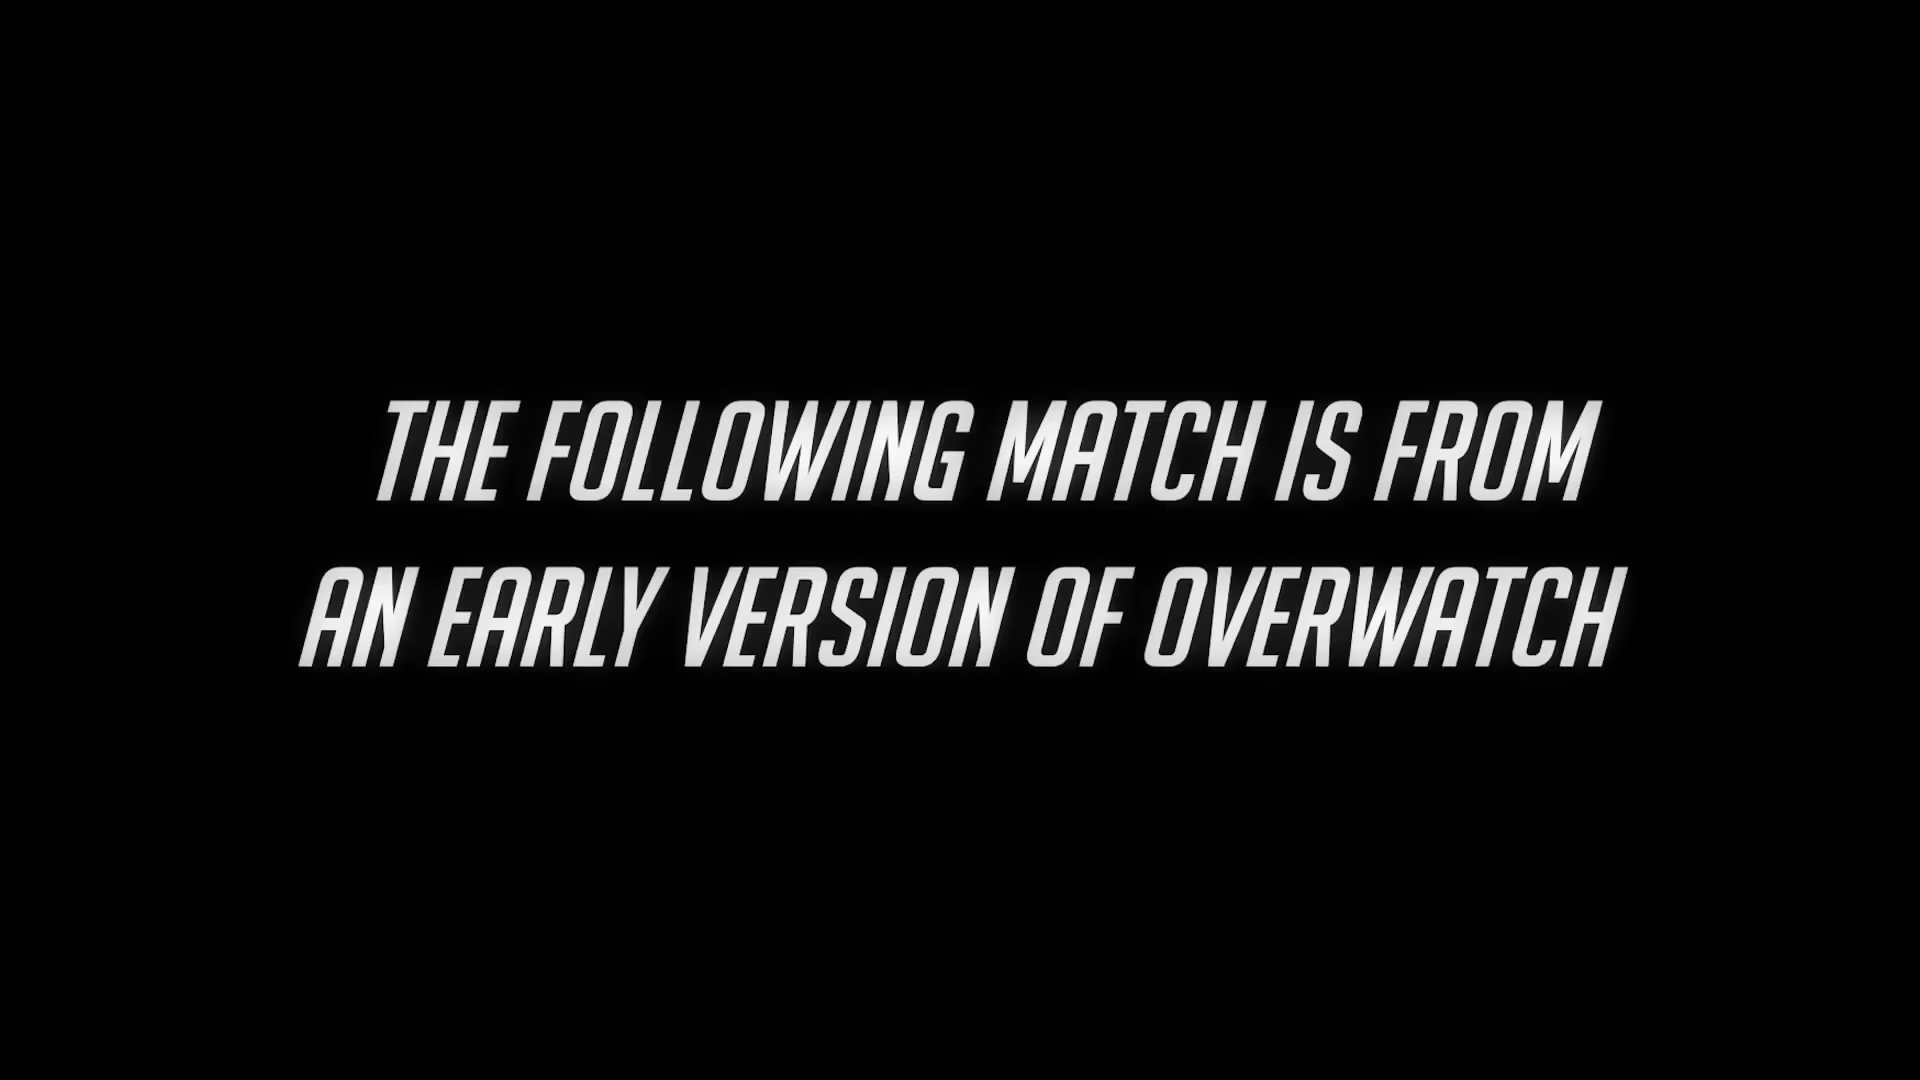 THE FOLLOWING MATCH IS FROM
AN EARLY VERSION OF OVERWATCH